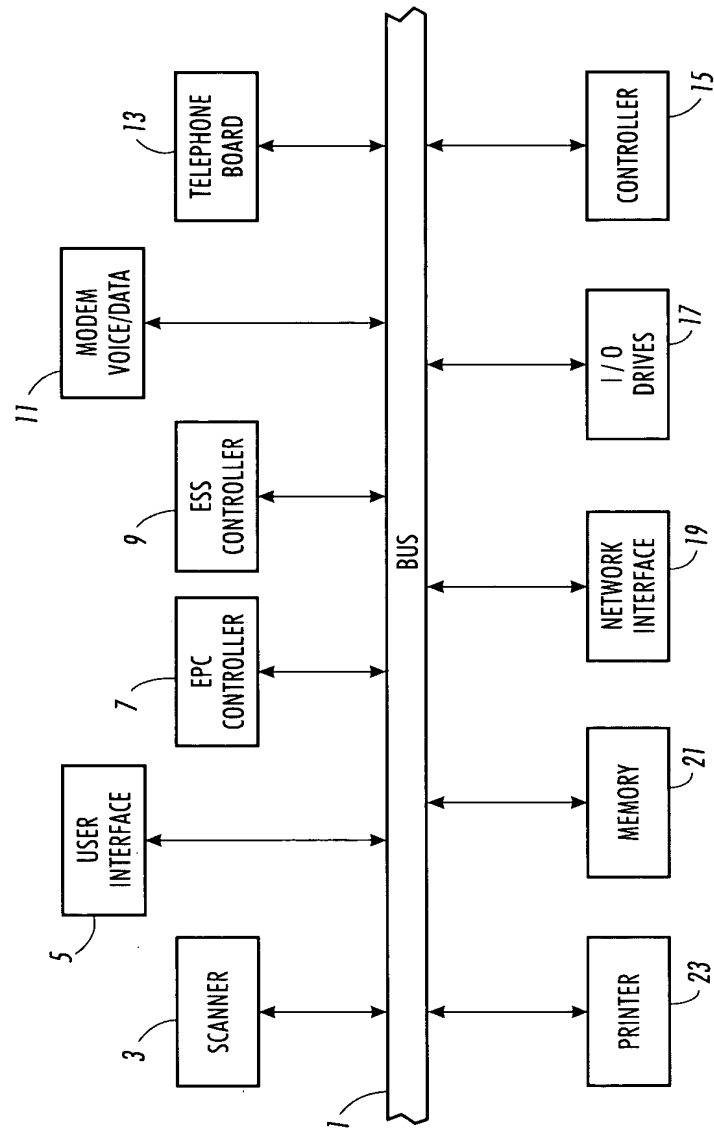 13
TELEPHONE
BOARD
11
MODEM
VOICE/DATA
9
ESS
CONTROLLER
7
EPC
CONTROLLER
5
USER
INTERFACE
3
SCANNER
1
BUS
CONTROLLER
15
I/O
DRIVES
17
NETWORK
INTERFACE
19
MEMORY
21
PRINTER
23